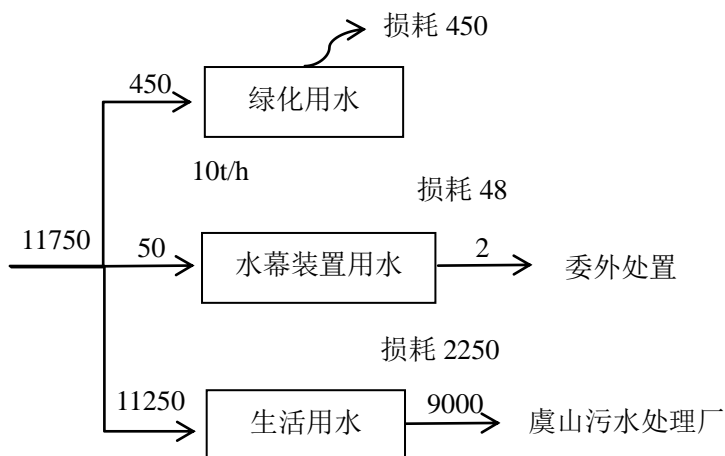 损耗 450
450
绿化用水
10t/h
损耗 48
11750
50
水幕装置用水
2
委外处置
损耗 2250
11250
生活用水
9000
虞山污水处理厂